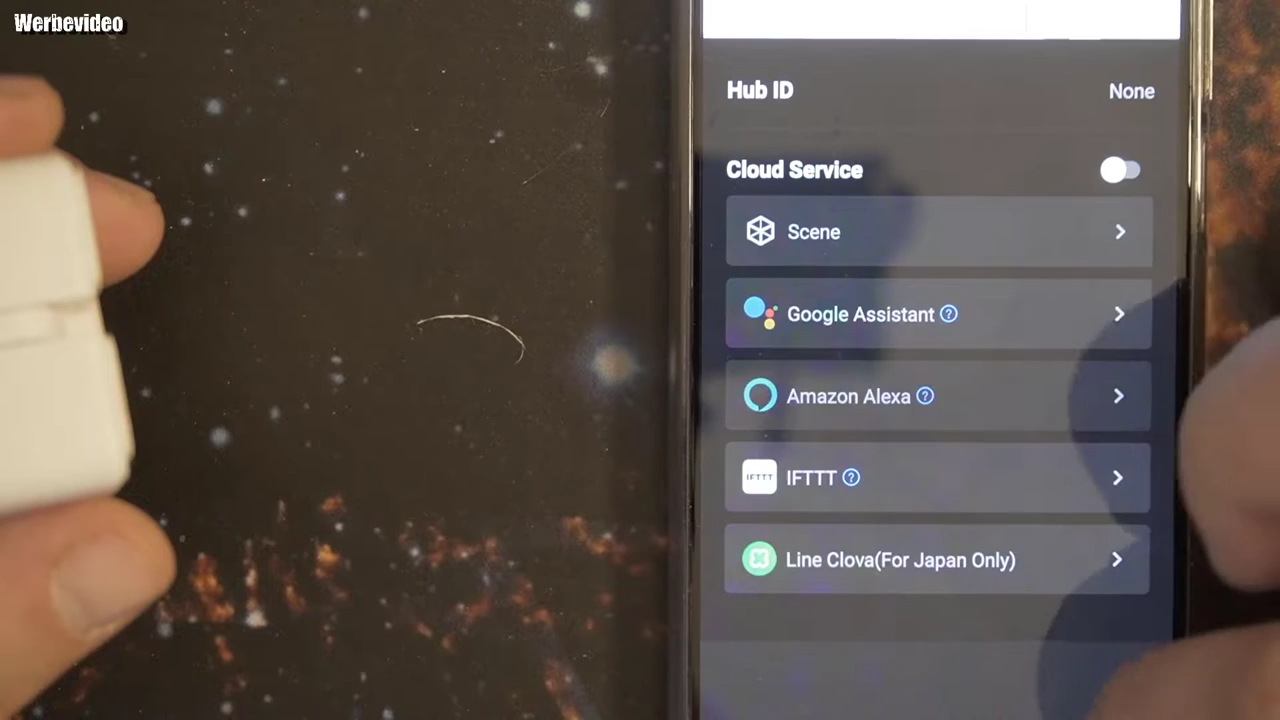 Werbevideo
Hub ID
None
Cloud Service
Scene
Google Assistant ?
Amazon Alexa ?
IFTTT IFTTT ?
Line Clova(For Japan Only)